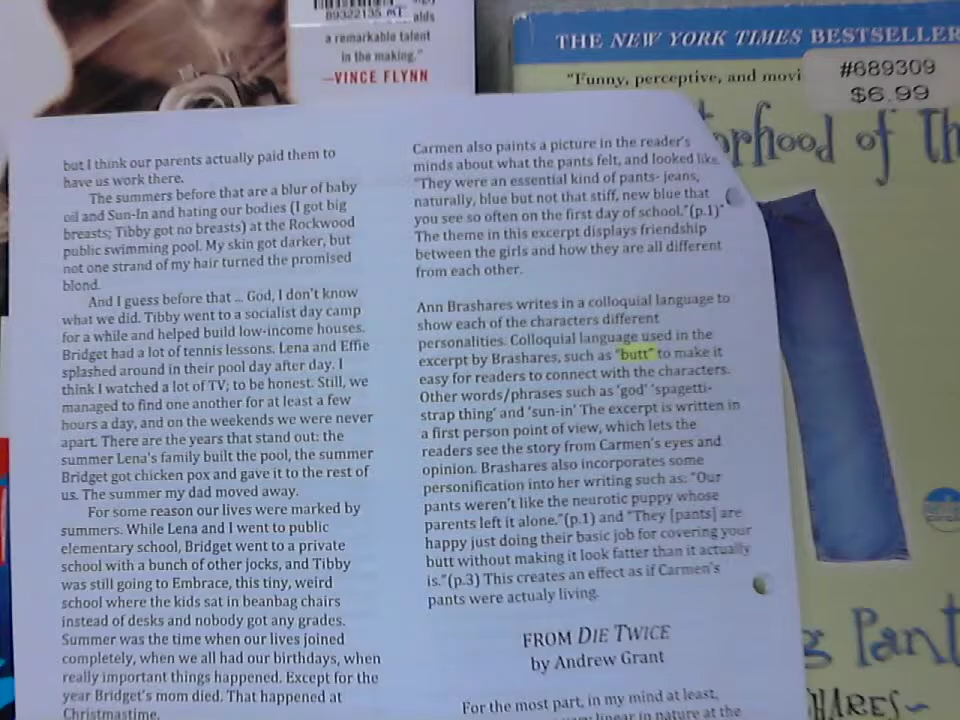 89322135 MI
alds
a remarkable talent
in the making."
—VINCE FLYNN
THE NEW YORK TIMES BESTSELLER
"Funny, perceptive, and movi
#689309
$6.99
orhood of Th
but I think our parents actually paid them to
have us work there.
The summers before that are a blur of baby
oil and Sun-In and hating our bodies (I got big
breasts; Tibby got no breasts) at the Rockwood
public swimming pool. My skin got darker, but
not one strand of my hair turned the promised
blond.
And I guess before that ... God, I don't know
what we did. Tibby went to a socialist day camp
for a while and helped build low-income houses.
Bridget had a lot of tennis lessons. Lena and Effie
splashed around in their pool day after day. I
think I watched a lot of TV; to be honest. Still, we
managed to find one another for at least a few
hours a day, and on the weekends we were never
apart. There are the years that stand out: the
summer Lena's family built the pool, the summer
Bridget got chicken pox and gave it to the rest of
us. The summer my dad moved away.
For some reason our lives were marked by
summers. While Lena and I went to public
elementary school, Bridget went to a private
school with a bunch of other jocks, and Tibby
was still going to Embrace, this tiny, weird
school where the kids sat in beanbag chairs
instead of desks and nobody got any grades.
Summer was the time when our lives joined
completely, when we all had our birthdays, when
really important things happened. Except for the
year Bridget's mom died. That happened at
Christmastime.
Carmen also paints a picture in the reader's
minds about what the pants felt, and looked like.
"They were an essential kind of pants- jeans,
naturally, blue but not that stiff, new blue that
you see so often on the first day of school."(p.1)"
The theme in this excerpt displays friendship
between the girls and how they are all different
from each other.
Ann Brashares writes in a colloquial language to
show each of the characters different
personalities. Colloquial language used in the
excerpt by Brashares, such as "butt" to make it
easy for readers to connect with the characters.
Other words/phrases such as 'god' 'spagetti-
strap thing' and 'sun-in' The excerpt is written in
a first person point of view, which lets the
readers see the story from Carmen's eyes and
opinion. Brashares also incorporates some
personification into her writing such as: "Our
pants weren't like the neurotic puppy whose
parents left it alone."(p.1) and "They [pants] are
happy just doing their basic job for covering your
butt without making it look fatter than it actually
is."(p.3) This creates an effect as if Carmen's
pants were actualy living.
FROM DIE TWICE
by Andrew Grant
For the most part, in my mind at least,
linear in nature at the
g Pant
HARES~